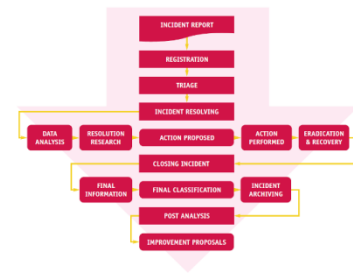 INCIDENT REPORT
REGISTRATION
TRIAGE
INCIDENT RESOLVING
DATA
ANALYSIS
RESOLUTION
RESEARCH
ACTION PROPOSED
ACTION
PERFORMED
ERADICATION
& RECOVERY
CLOSING INCIDENT
FINAL
INFORMATION
FINAL CLASSIFICATION
INCIDENT
ARCHIVING
POST ANALYSIS
IMPROVEMENT PROPOSALS